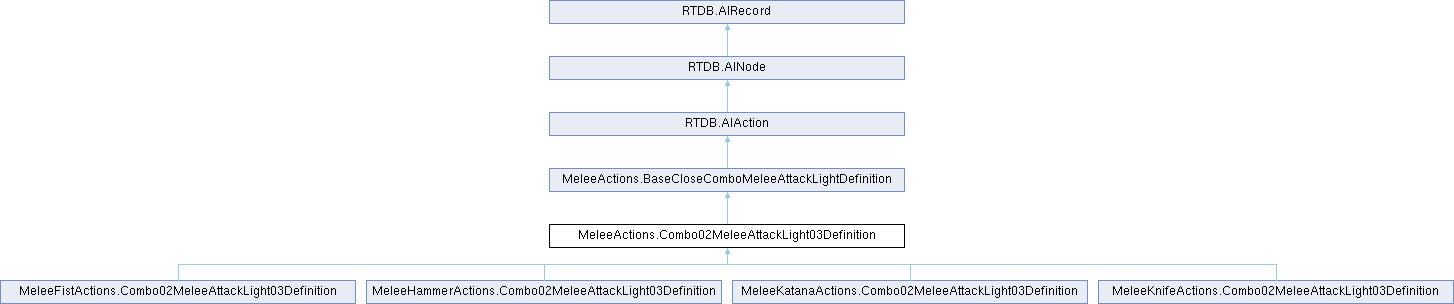 RTDB.AIRecord
RTDB.AINode
RTDB.AIAction
MeleeActions.BaseCloseComboMeleeAttackLightDefinition
MeleeActions.Combo02MeleeAttackLight03Definition
MeleeFistActions.Combo02MeleeAttackLight03Definition
MeleeHammerActions.Combo02MeleeAttackLight03Definition
MeleeKatanaActions.Combo02MeleeAttackLight03Definition
MeleeKnifeActions.Combo02MeleeAttackLight03Definition